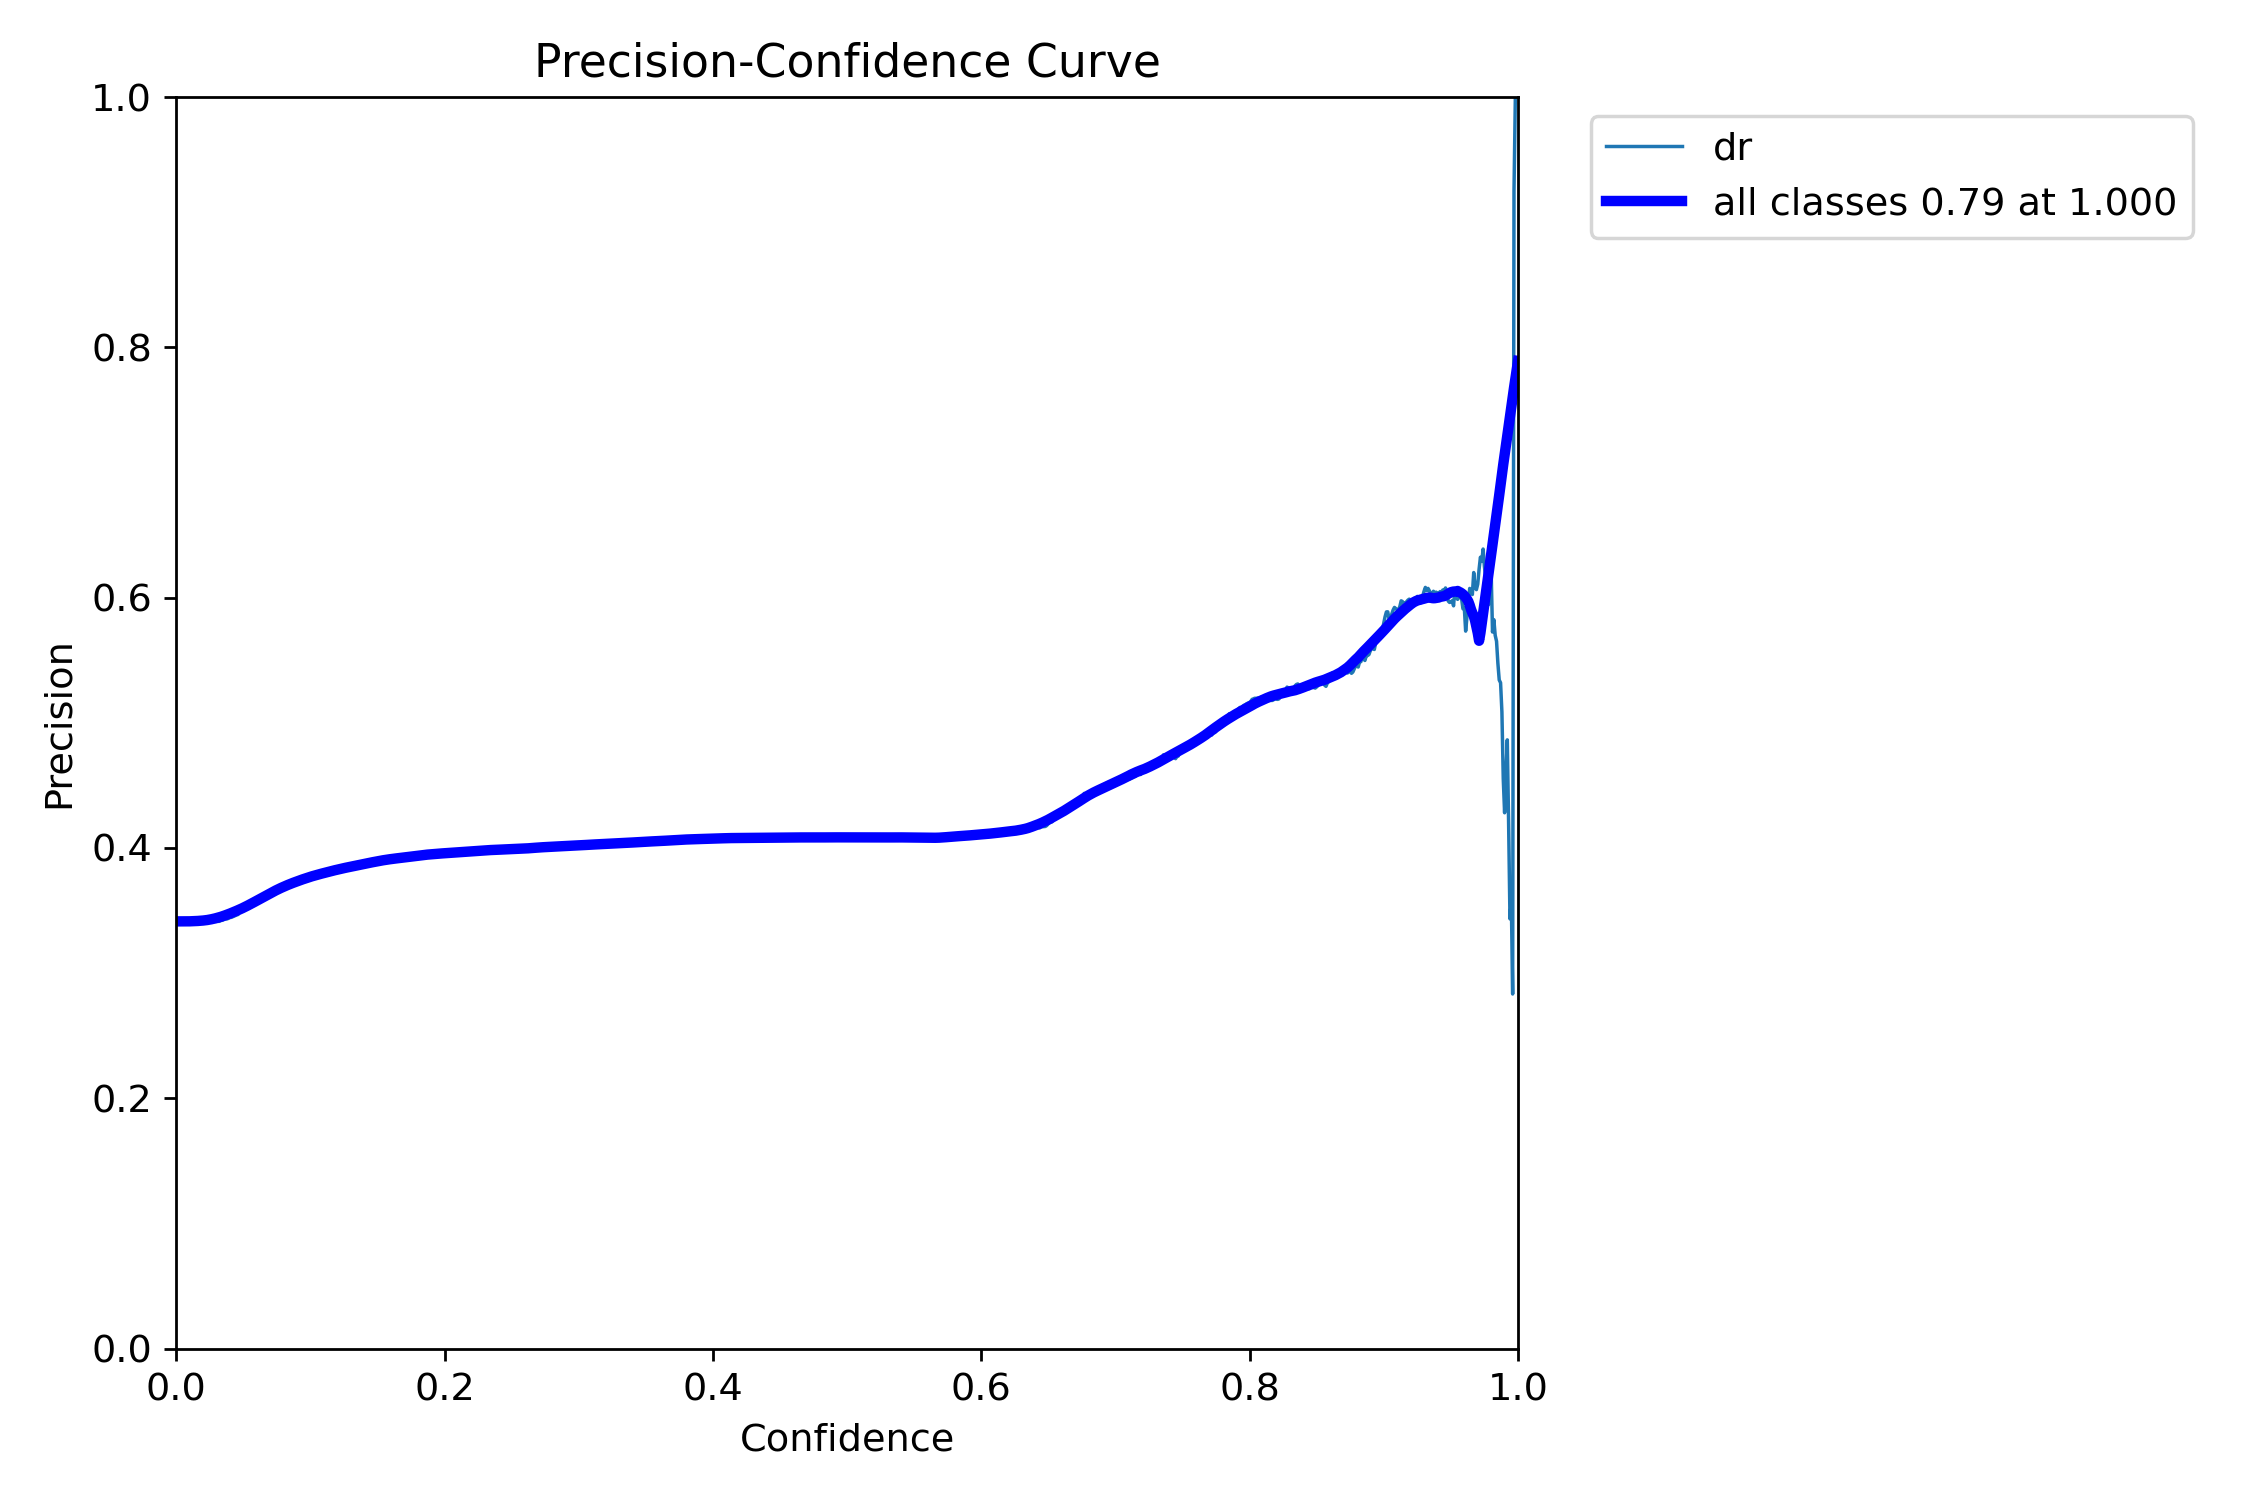 Precision-Confidence Curve
dr
all classes 0.79 at 1.000
1.0
0.8
0.6
0.4
0.2
0.0
Precision
0.0 0.2 0.4 0.6 0.8 1.0
Confidence